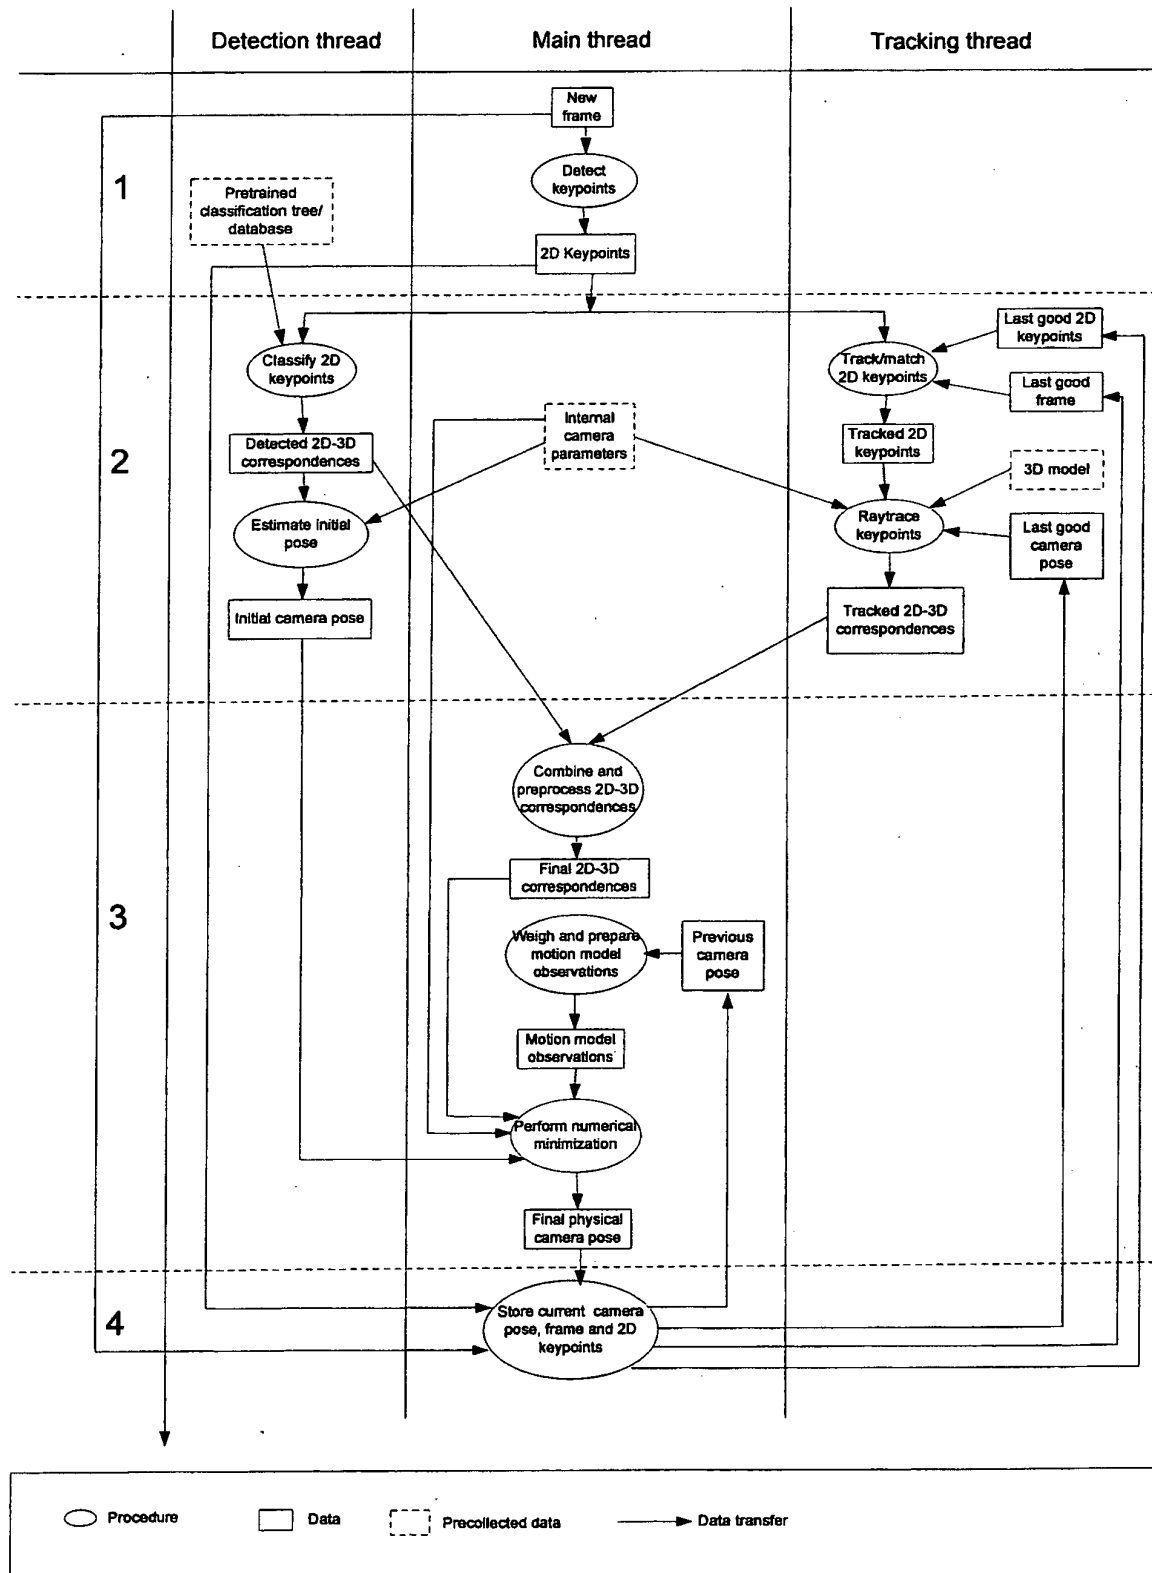 Detection thread
Main thread
Tracking thread
1
New
frame
Detect
keypoints
Pretrained
classification tree/
database
2D Keypoints
2
Classify 2D
keypoints
Detected 2D-3D
correspondences
Estimate initial
pose
Initial camera pose
Internal
camera
parameters
Track/match
2D keypoints
Last good 2D
keypoints
Last good
frame
Tracked 2D
keypoints
3D model
Raytrace
keypoints
Last good
camera
pose
Tracked 2D-3D
correspondences
3
Combine and
preprocess 2D-3D
correspondences
Final 2D-3D
correspondences
Weigh and prepare
motion model
observations
Previous
camera
pose
Motion model
observations
Perform numerical
minimization
Final physical
camera pose
4
Store current camera
pose, frame and 2D
keypoints
Procedure
Data
Precollected data
Data transfer